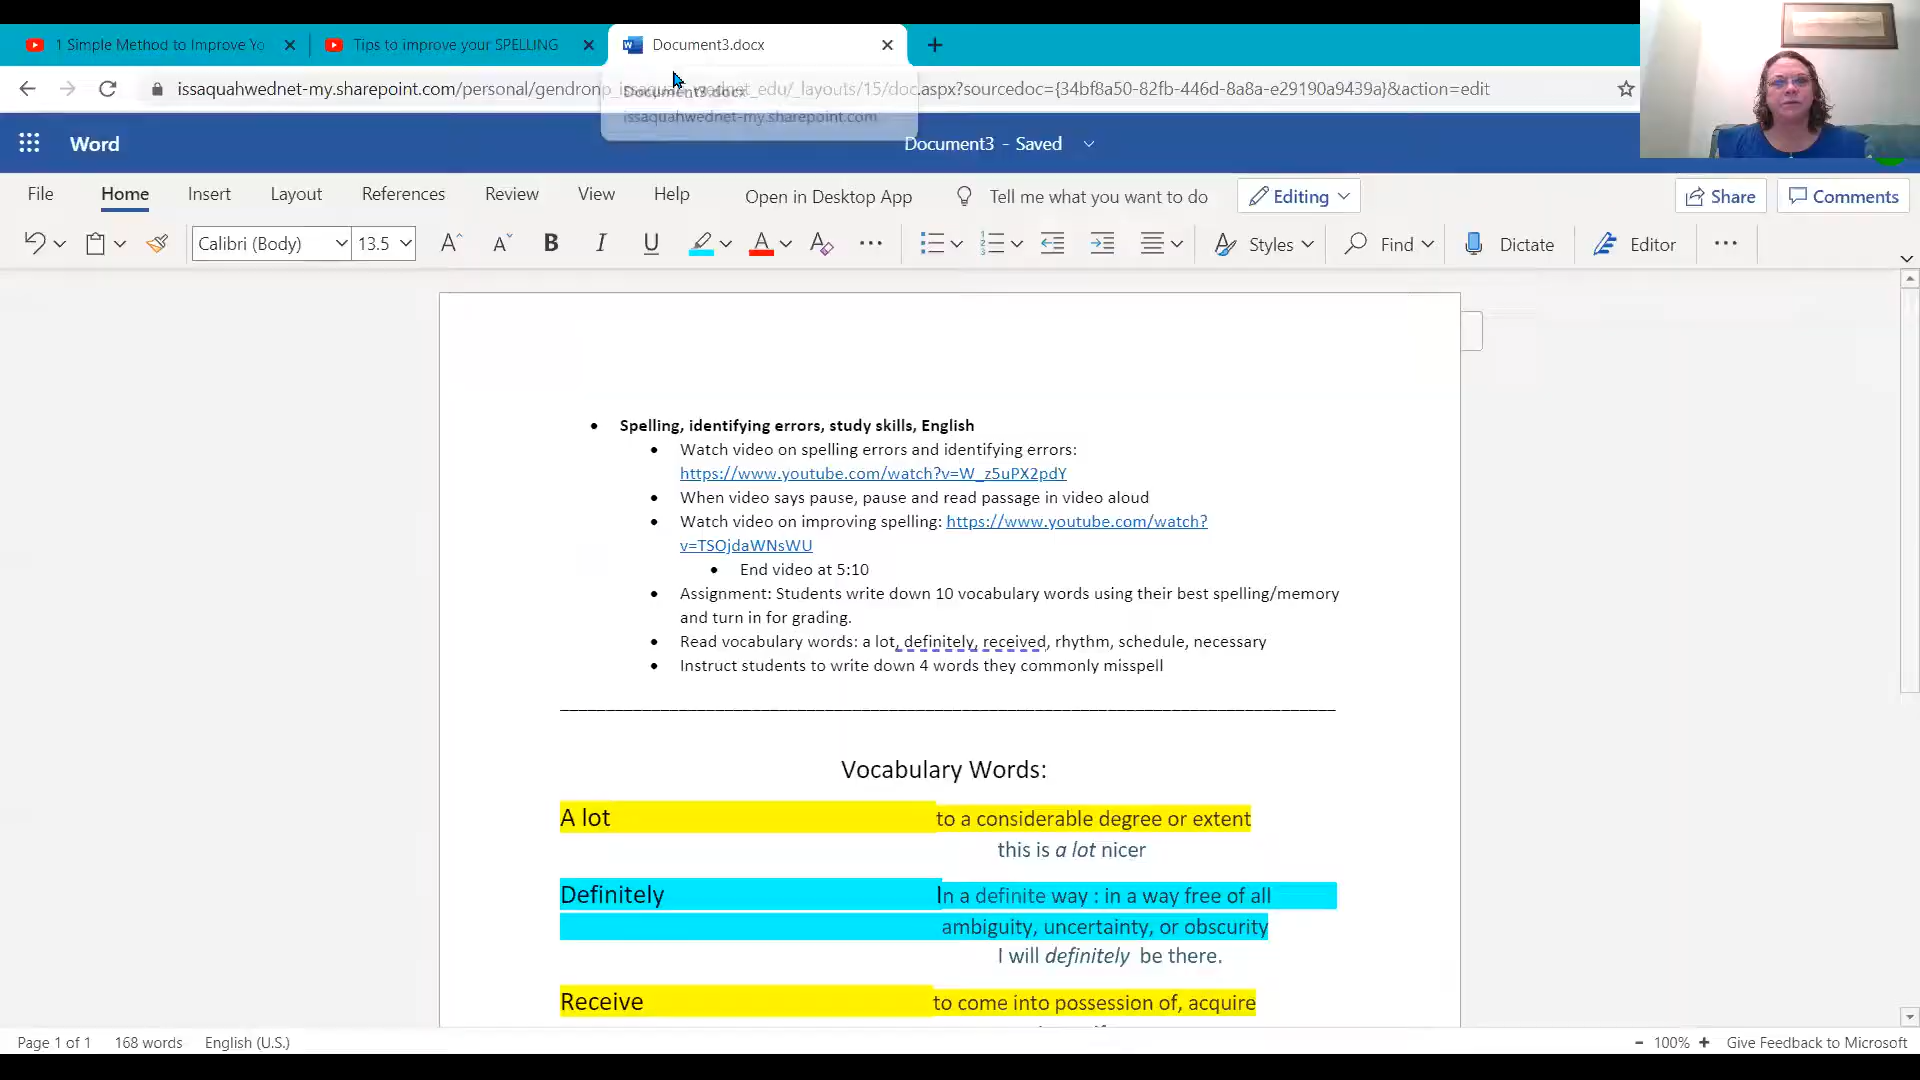 1 Simple Method to Improve Yo
Tips to improve your SPELLING
Document3.docx
issaquahwednet-my.sharepoint.com/personal/gendronp_issaquah_wednet_edu/_layouts/15/doc.aspx?sourcedoc={34bf8a50-82fb-446d-8a8a-e29190a9439a}&action=edit
Document3.docx
issaquahwednet-my.sharepoint.com
Word
Document3 - Saved
File Home Insert Layout References Review View Help Open in Desktop App Tell me what you want to do Editing Share Comments
Calibri (Body) 13.5 Styles Find Dictate Editor
Spelling, identifying errors, study skills, English
Watch video on spelling errors and identifying errors:
https://www.youtube.com/watch?v=W_z5uPX2pdY
When video says pause, pause and read passage in video aloud
Watch video on improving spelling: https://www.youtube.com/watch?
v=TSOjdaWNsWU
End video at 5:10
Assignment: Students write down 10 vocabulary words using their best spelling/memory
and turn in for grading.
Read vocabulary words: a lot, definitely, received, rhythm, schedule, necessary
Instruct students to write down 4 words they commonly misspell
Vocabulary Words:
A lot to a considerable degree or extent
this is a lot nicer
Definitely In a definite way : in a way free of all
ambiguity, uncertainty, or obscurity
I will definitely be there.
Receive to come into possession of, acquire
Page 1 of 1 168 words English (U.S.) 100% Give Feedback to Microsoft